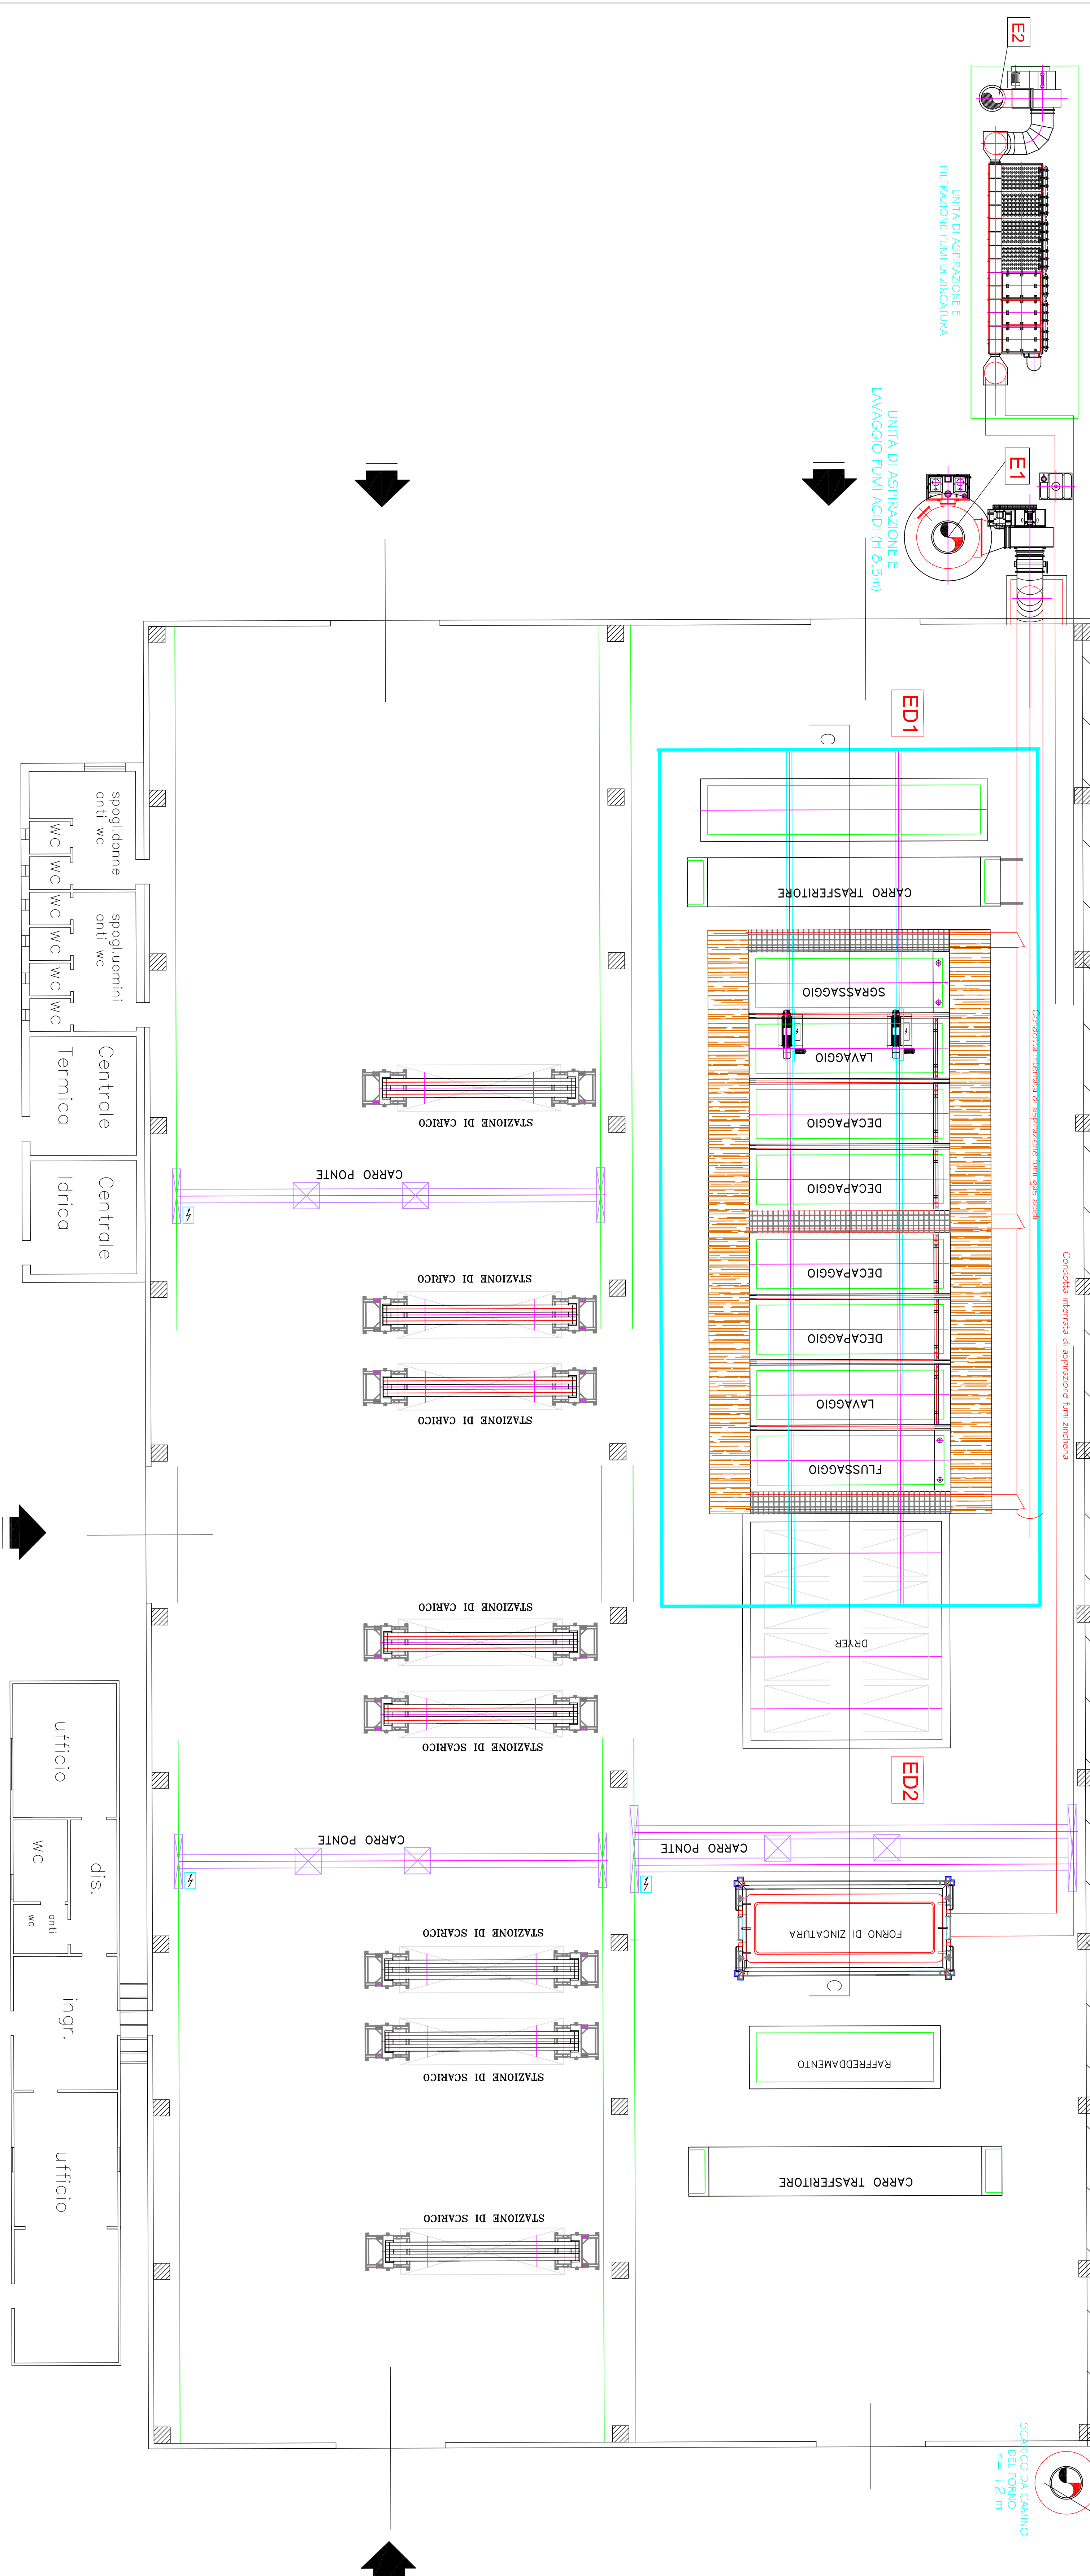 E2
UNITA DI ASPIRAZIONE E
FILTRAZIONE FUMI DI ZINCATURA
E1
UNITA DI ASPIRAZIONE E
LAVAGGIO FUMI ACIDI (H 8,5m)
ED1
C
CARRO TRASFERITORE
SGRASSAGGIO
LAVAGGIO
DECAPAGGIO
DECAPAGGIO
DECAPAGGIO
DECAPAGGIO
LAVAGGIO
FLUSSAGGIO
DRYER
Condotta interrata di aspirazione fumi gas acidi
Condotta interrata di aspirazione fumi zincheria
ED2
CARRO PONTE
FORNO DI ZINCATURA
C
RAFFREDDAMENTO
CARRO TRASFERITORE
SCARICO DA CAMINO
DEL FORNO
h= 12 m
STAZIONE DI CARICO
CARRO PONTE
STAZIONE DI CARICO
STAZIONE DI CARICO
STAZIONE DI CARICO
STAZIONE DI SCARICO
CARRO PONTE
STAZIONE DI SCARICO
STAZIONE DI SCARICO
STAZIONE DI SCARICO
spogl.donne
anti wc
WC
WC
spogl.uomini
anti wc
WC
WC
WC
WC
Centrale
Termica
Centrale
Idrica
ufficio
WC
dis.
anti
wc
ingr.
ufficio